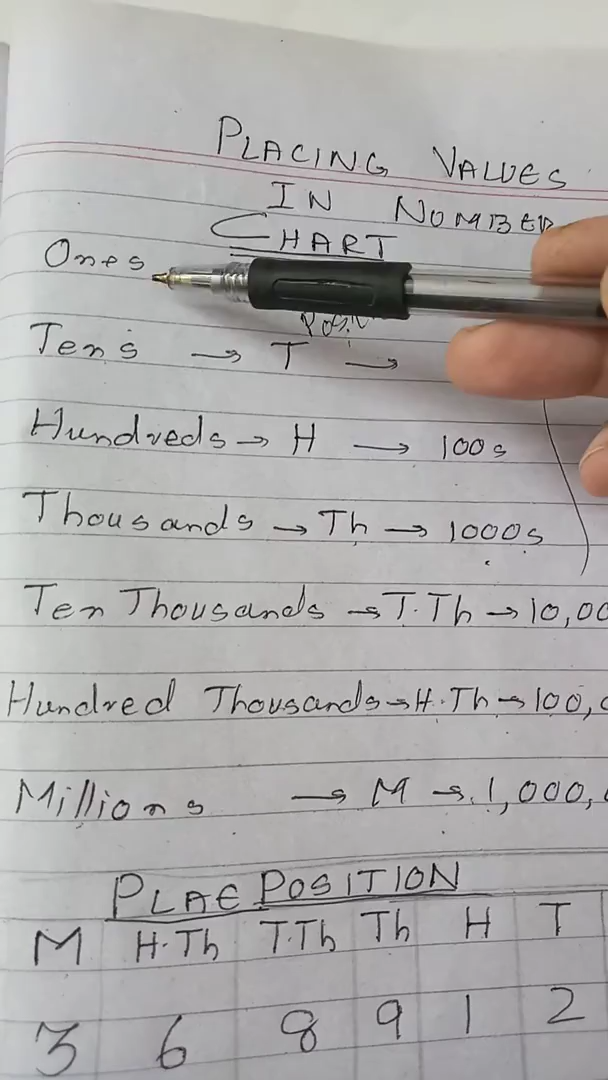 PLACING VALUES
IN NUMBER
CHART
Ones
Tens → T →
Hundreds → H → 100s
Thousands → Th → 1000s
Ten Thousands → T.Th → 10,00
Hundred Thousands → H.Th → 100,0
Millions → M → 1,000,
PLAE POSITION
M H.Th T.Th Th H T
3 6 8 9 1 2